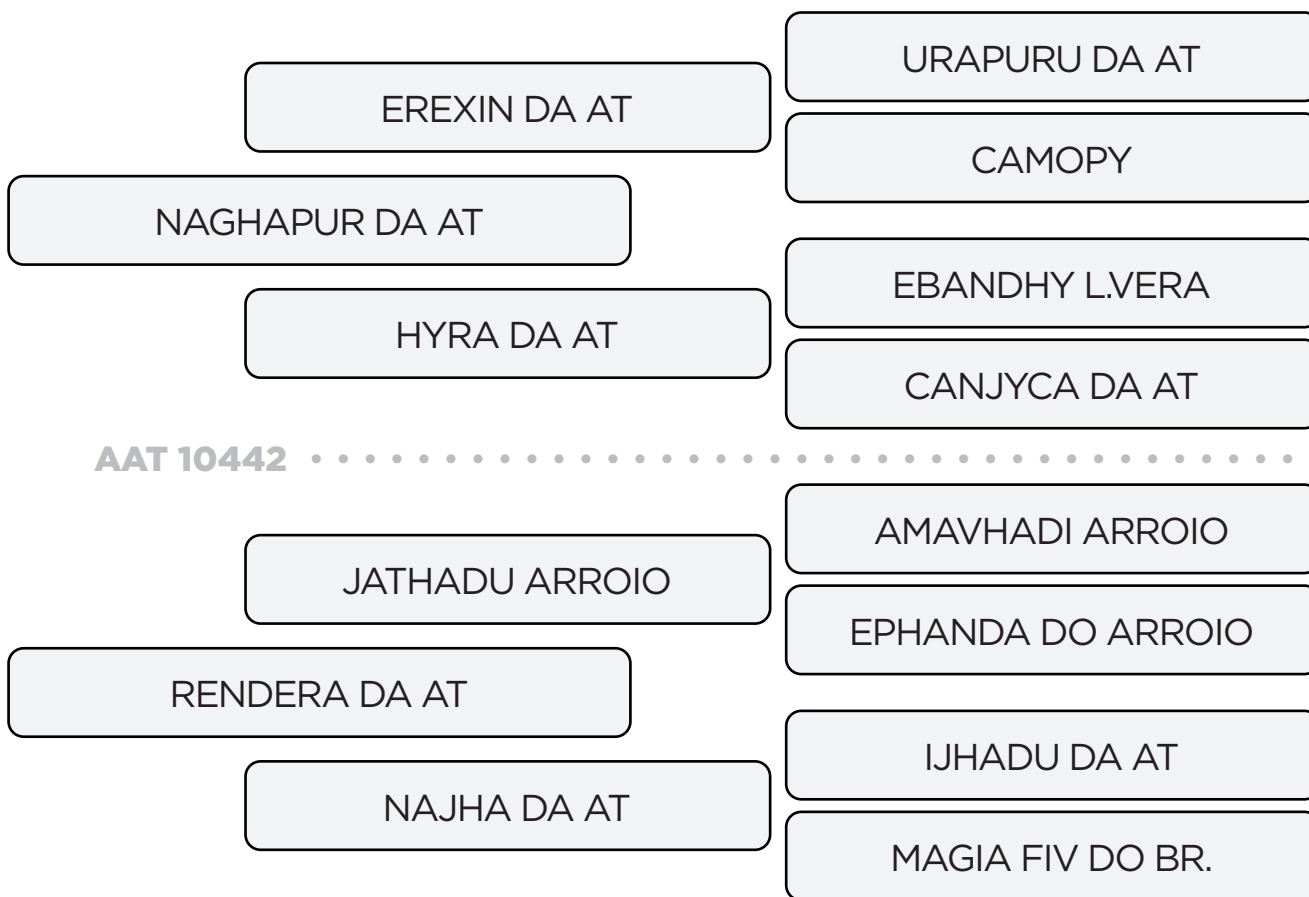 URAPURU DA AT
EREXIN DA AT
CAMOPY
NAGHAPUR DA AT
EBANDHY L.VERA
HYRA DA AT
CANJYCA DA AT
AAT 10442
AMAVHADI ARROIO
JATHADU ARROIO
EPHANDA DO ARROIO
RENDERA DA AT
IJHADU DA AT
NAJHA DA AT
MAGIA FIV DO BR.